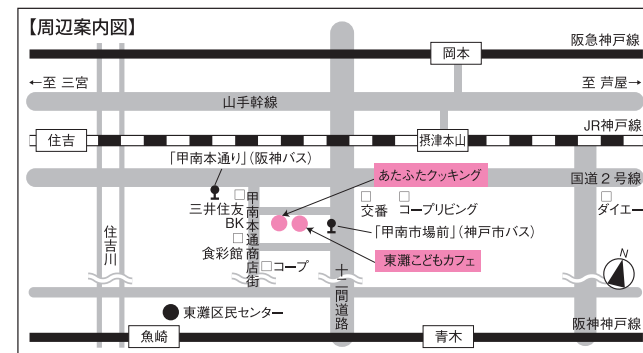 【周辺案内図】
阪急神戸線
岡本
←至 三宮
至 芦屋→
山手幹線
JR神戸線
住吉
摂津本山
「甲南本通り」(阪神バス)
あたふたクッキング
国道2号線
三井住友
BK
甲南本通商店街
交番
コープリビング
ダイエー
「甲南市場前」(神戸市バス)
住吉川
食彩館
コープ
東灘こどもカフェ
十二間道路
N
東灘区民センター
阪神神戸線
魚崎
青木